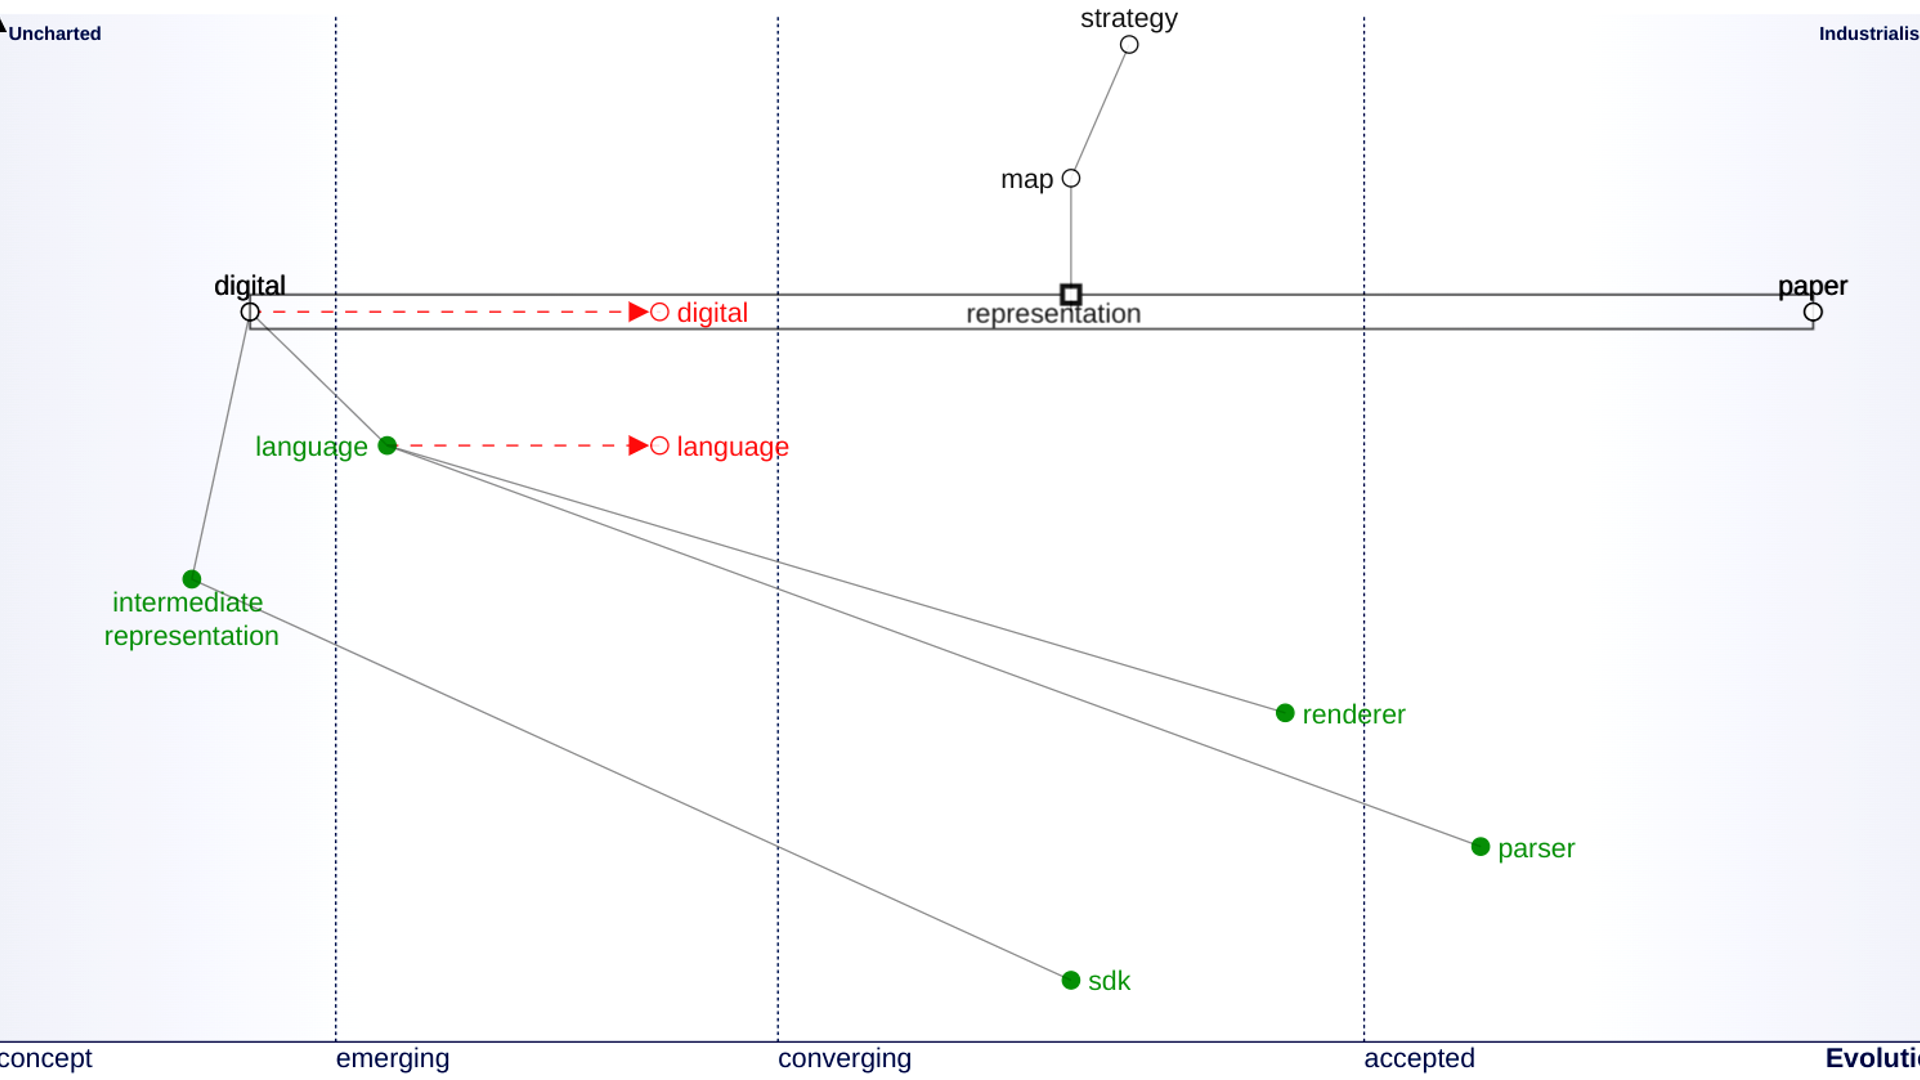 strategy
Uncharted
Industrialis
map
digital
paper
digital
representation
language
language
intermediate
representation
renderer
parser
sdk
concept
emerging
converging
accepted
Evoluti